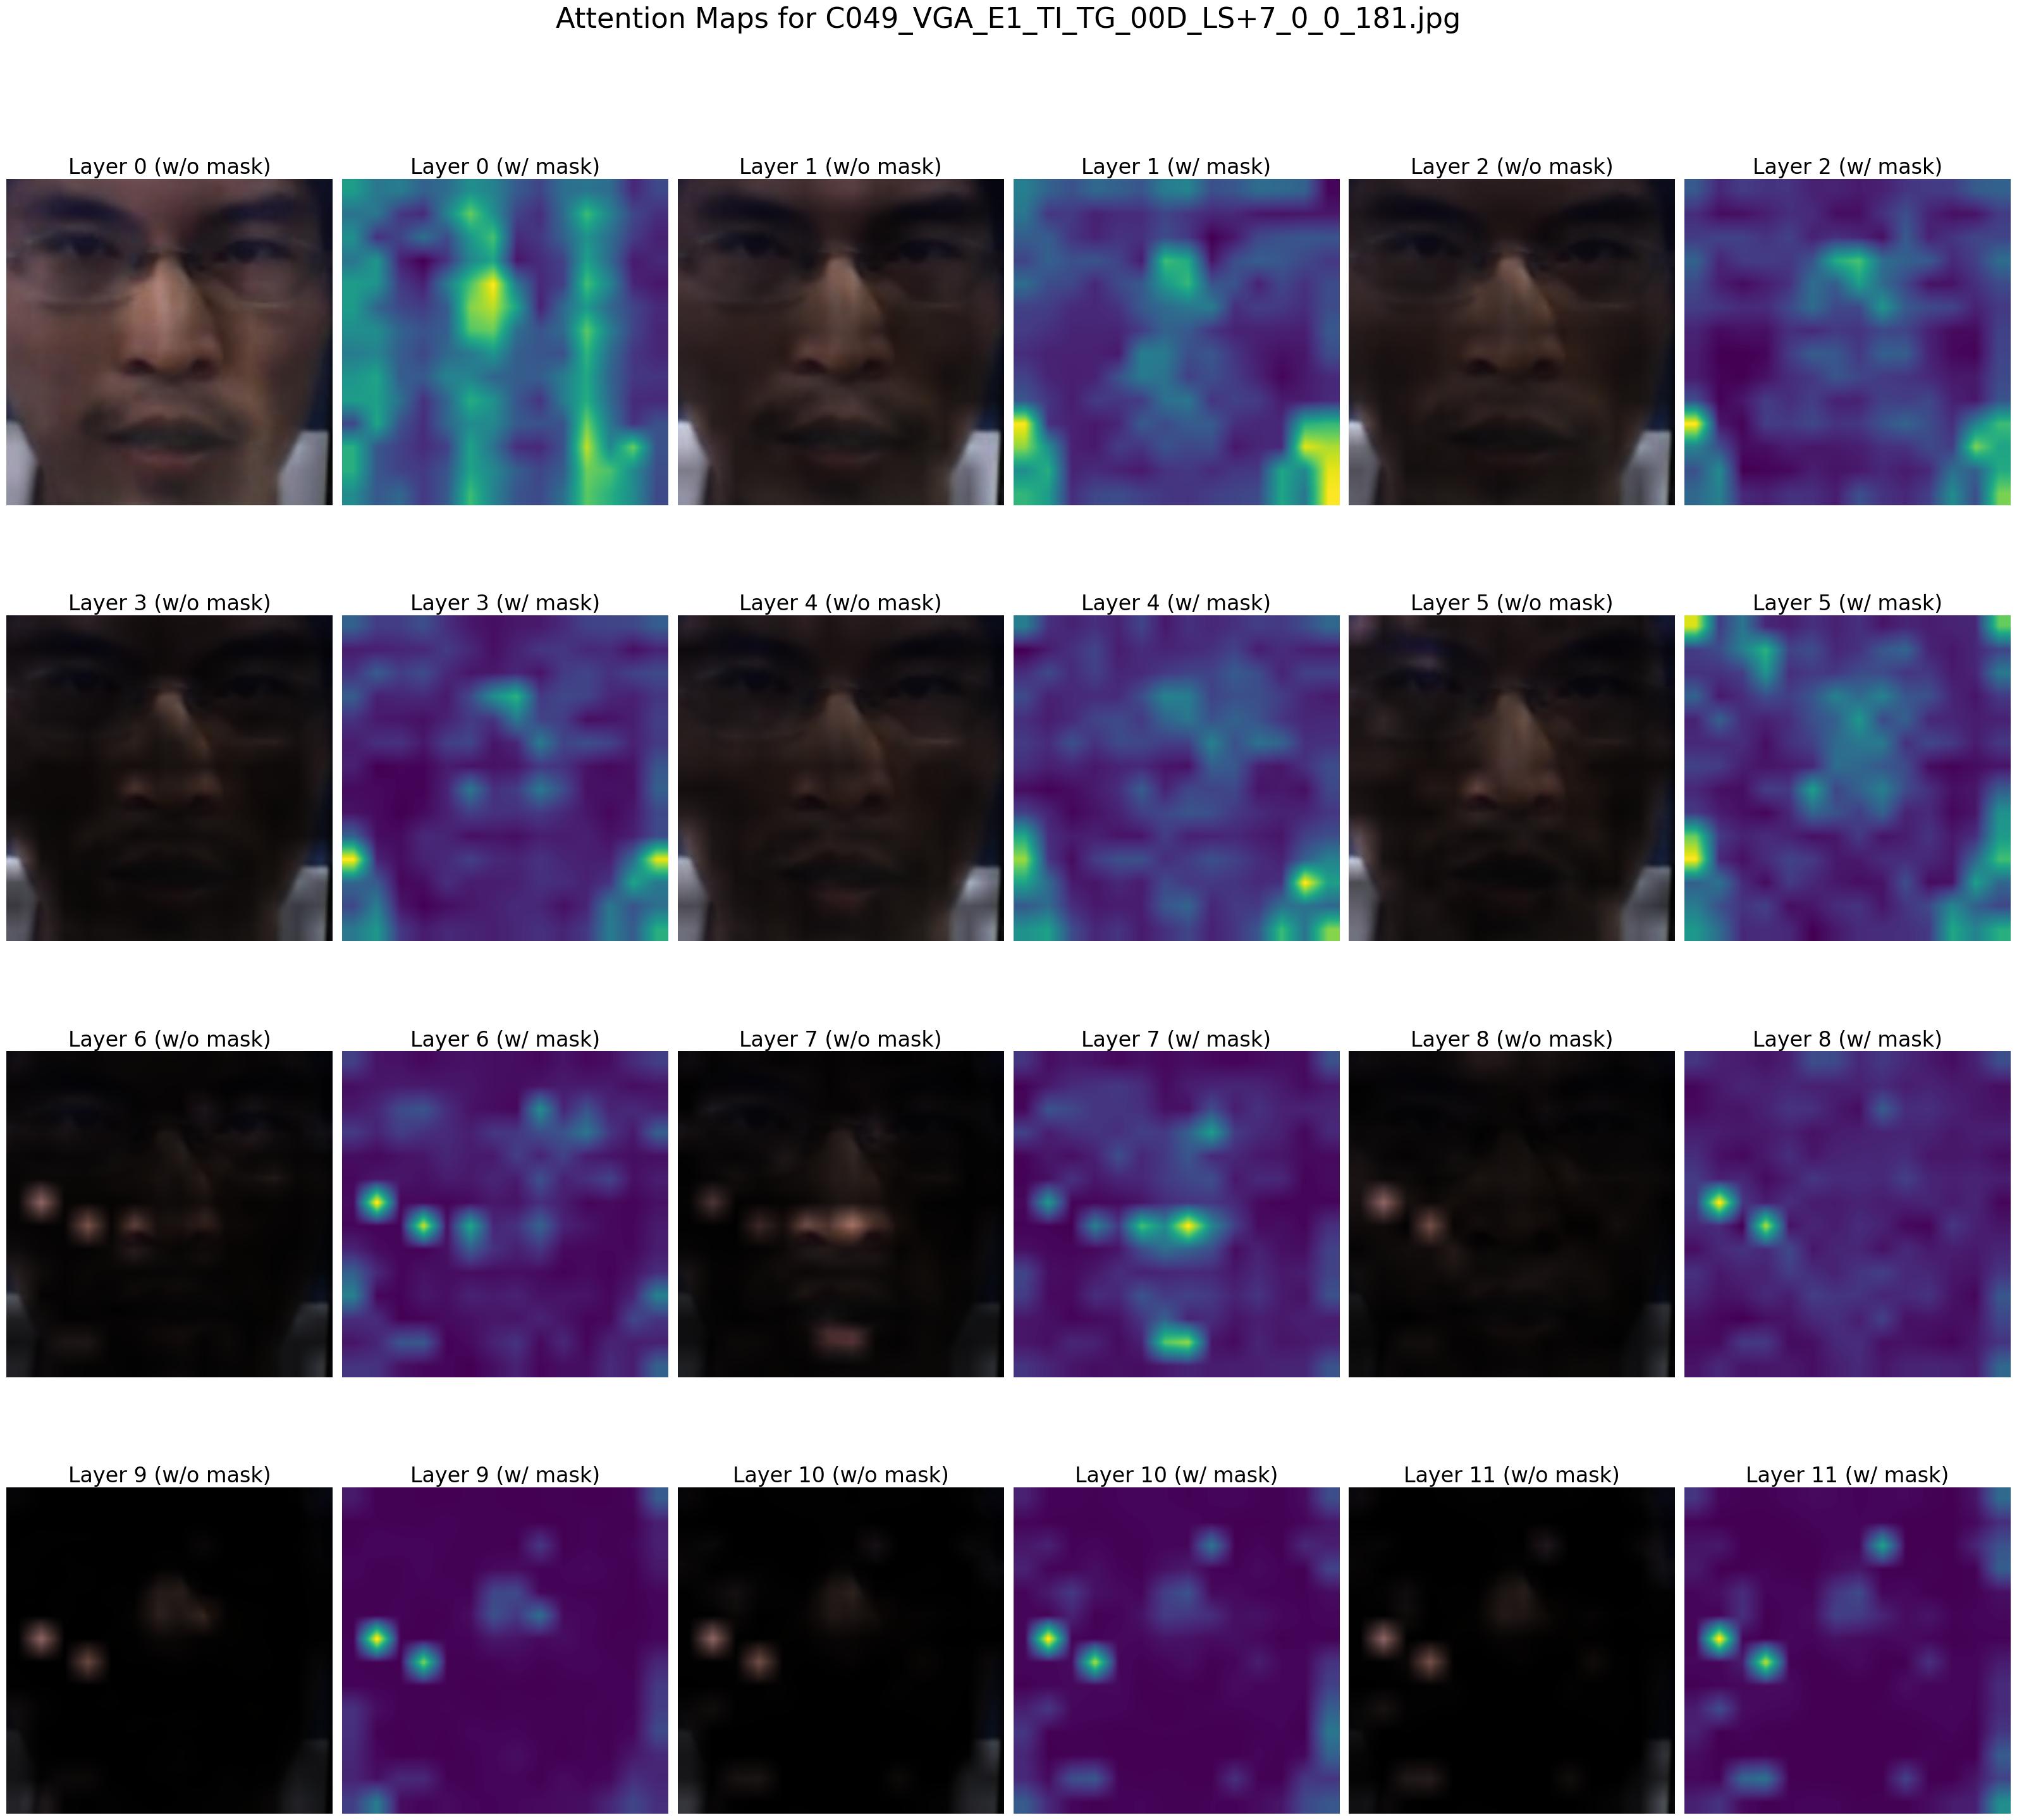 Attention Maps for C049_VGA_E1_TI_TG_00D_LS+7_0_0_181.jpg
Layer 0 (w/o mask) Layer 0 (w/ mask) Layer 1 (w/o mask) Layer 1 (w/ mask) Layer 2 (w/o mask) Layer 2 (w/ mask)
Layer 3 (w/o mask) Layer 3 (w/ mask) Layer 4 (w/o mask) Layer 4 (w/ mask) Layer 5 (w/o mask) Layer 5 (w/ mask)
Layer 6 (w/o mask) Layer 6 (w/ mask) Layer 7 (w/o mask) Layer 7 (w/ mask) Layer 8 (w/o mask) Layer 8 (w/ mask)
Layer 9 (w/o mask) Layer 9 (w/ mask) Layer 10 (w/o mask) Layer 10 (w/ mask) Layer 11 (w/o mask) Layer 11 (w/ mask)